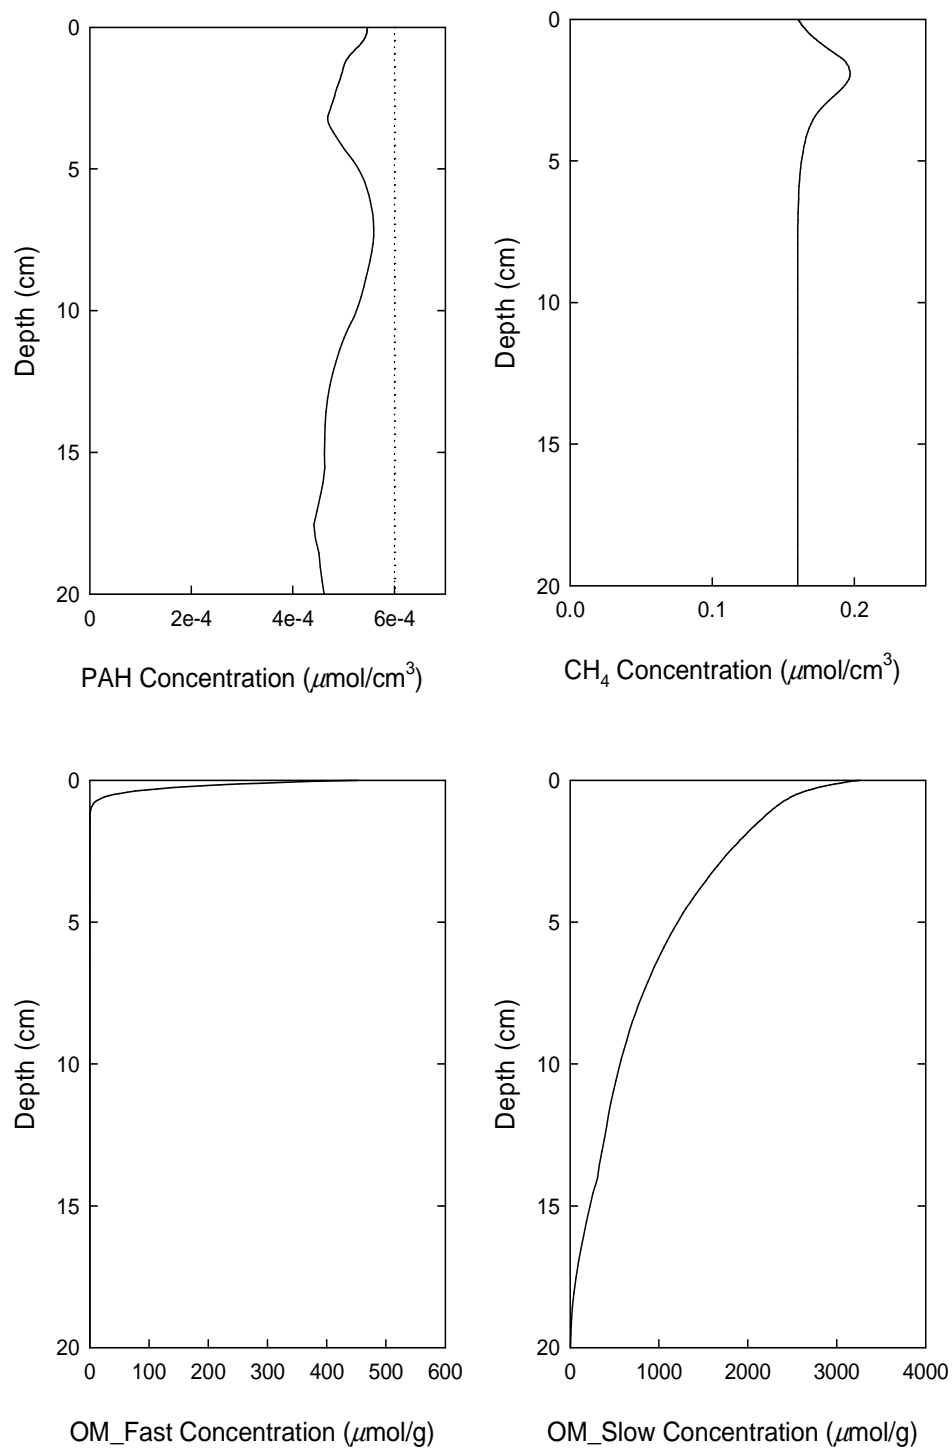 0
5
10
15
20
Depth (cm)
0 2e-4 4e-4 6e-4
PAH Concentration (μmol/cm³)
0
5
10
15
20
Depth (cm)
0.0 0.1 0.2
CH₄ Concentration (μmol/cm³)
0
5
10
15
20
Depth (cm)
0 100 200 300 400 500 600
OM_Fast Concentration (μmol/g)
0
5
10
15
20
Depth (cm)
0 1000 2000 3000 4000
OM_Slow Concentration (μmol/g)